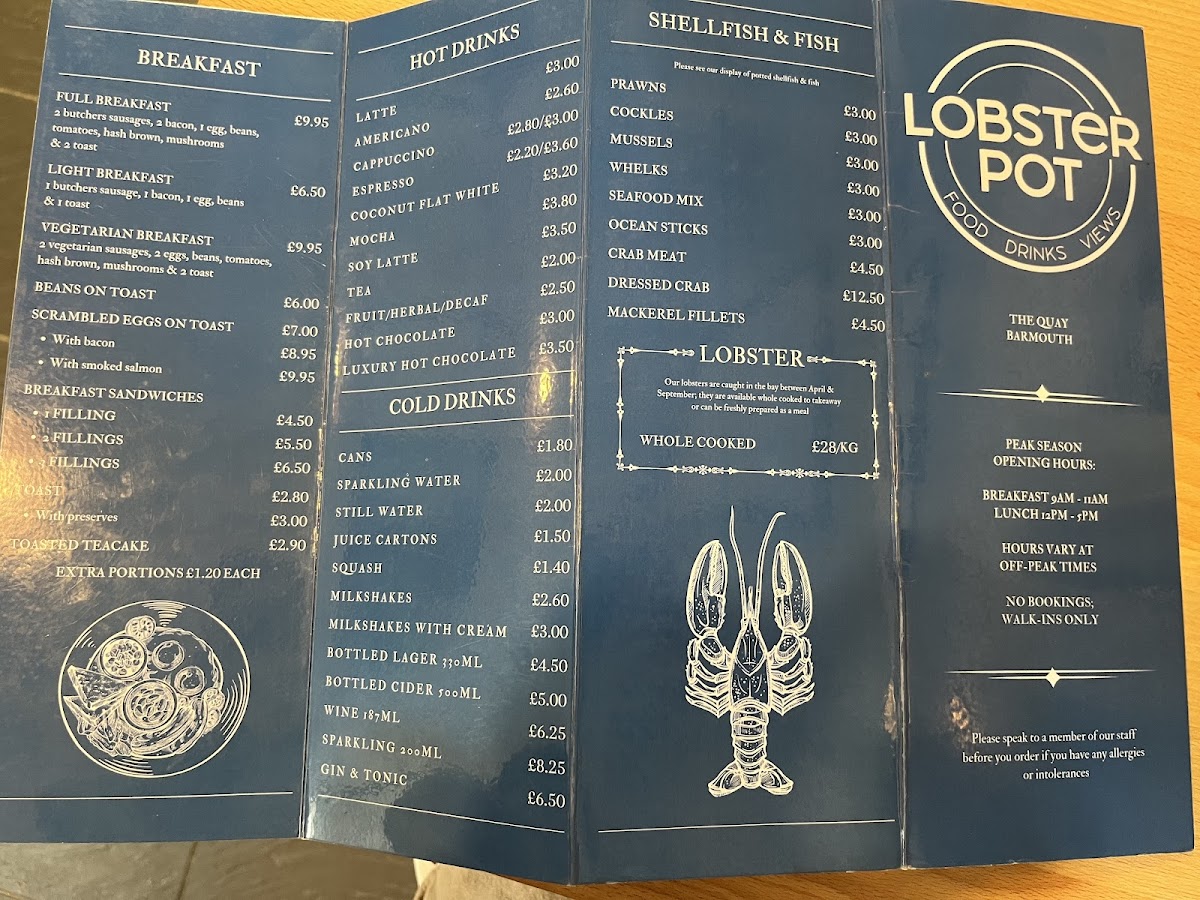 BREAKFAST
FULL BREAKFAST £9.95
2 butchers sausages, 2 bacon, 1 egg, beans,
tomatoes, hash brown, mushrooms
& 2 toast
LIGHT BREAKFAST £6.50
1 butchers sausage, 1 bacon, 1 egg, beans
& 1 toast
VEGETARIAN BREAKFAST £9.95
2 vegetarian sausages, 2 eggs, beans, tomatoes,
hash brown, mushrooms & 2 toast
BEANS ON TOAST £6.00
SCRAMBLED EGGS ON TOAST £7.00
• With bacon £8.95
• With smoked salmon £9.95
BREAKFAST SANDWICHES
• 1 FILLING £4.50
• 2 FILLINGS £5.50
• 3 FILLINGS £6.50
TOAST £2.80
• With preserves £3.00
TOASTED TEACAKE £2.90
EXTRA PORTIONS £1.20 EACH
HOT DRINKS
LATTE £3.00
AMERICANO £2.60
CAPPUCCINO £2.80/£3.00
ESPRESSO £2.20/£3.60
COCONUT FLAT WHITE £3.20
MOCHA £3.80
SOY LATTE £3.50
TEA £2.00
FRUIT/HERBAL/DECAF £2.50
HOT CHOCOLATE £3.00
LUXURY HOT CHOCOLATE £3.50
COLD DRINKS
CANS £1.80
SPARKLING WATER £2.00
STILL WATER £2.00
JUICE CARTONS £1.50
SQUASH £1.40
MILKSHAKES £2.60
MILKSHAKES WITH CREAM £3.00
BOTTLED LAGER 330ML £4.50
BOTTLED CIDER 500ML £5.00
WINE 187ML £6.25
SPARKLING 200ML £8.25
GIN & TONIC £6.50
SHELLFISH & FISH
Please see our display of potted shellfish & fish
PRAWNS £3.00
COCKLES £3.00
MUSSELS £3.00
WHELKS £3.00
SEAFOOD MIX £3.00
OCEAN STICKS £3.00
CRAB MEAT £4.50
DRESSED CRAB £12.50
MACKEREL FILLETS £4.50
LOBSTER
Our lobsters are caught in the bay between April &
September; they are available whole cooked to takeaway
or can be freshly prepared as a meal
WHOLE COOKED £28/KG
LOBSTeR
POT
FOOD DRINKS VIEWS
THE QUAY
BARMOUTH
PEAK SEASON
OPENING HOURS:
BREAKFAST 9AM - 11AM
LUNCH 12PM - 5PM
HOURS VARY AT
OFF-PEAK TIMES
NO BOOKINGS;
WALK-INS ONLY
Please speak to a member of our staff
before you order if you have any allergies
or intolerances